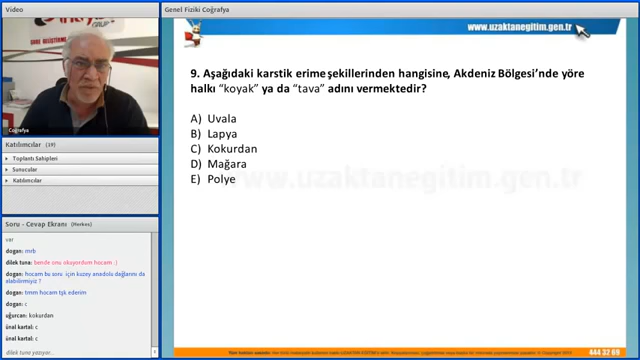 Video
Genel Fiziki Coğrafya
www.uzaktanegitim.gen.tr
Coğrafya
9. Aşağıdaki karstik erime şekillerinden hangisine, Akdeniz Bölgesi’nde yöre
halkı “koyak” ya da “tava” adını vermektedir?
A) Uvala
B) Lapya
C) Kokurdan
D) Mağara
E) Polye
www.uzaktanegitim.gen.tr
Katılımcılar (19)
Toplantı Sahipleri
Sunucular
Katılımcılar
Soru - Cevap Ekranı (Herkes)
var
dogan: mrb
dilek tuna: bende onu okuyordum hocam :)
dogan: hocam bu soru için kuzey anadolu dağlarını da
alabilirmiyiz ?
dogan: tmm hocam tşk ederim
dogan: c
uğurcan: kokurdan
ünal kartal: c
ünal kartal: c
dilek tuna yazıyor...
444 32 69